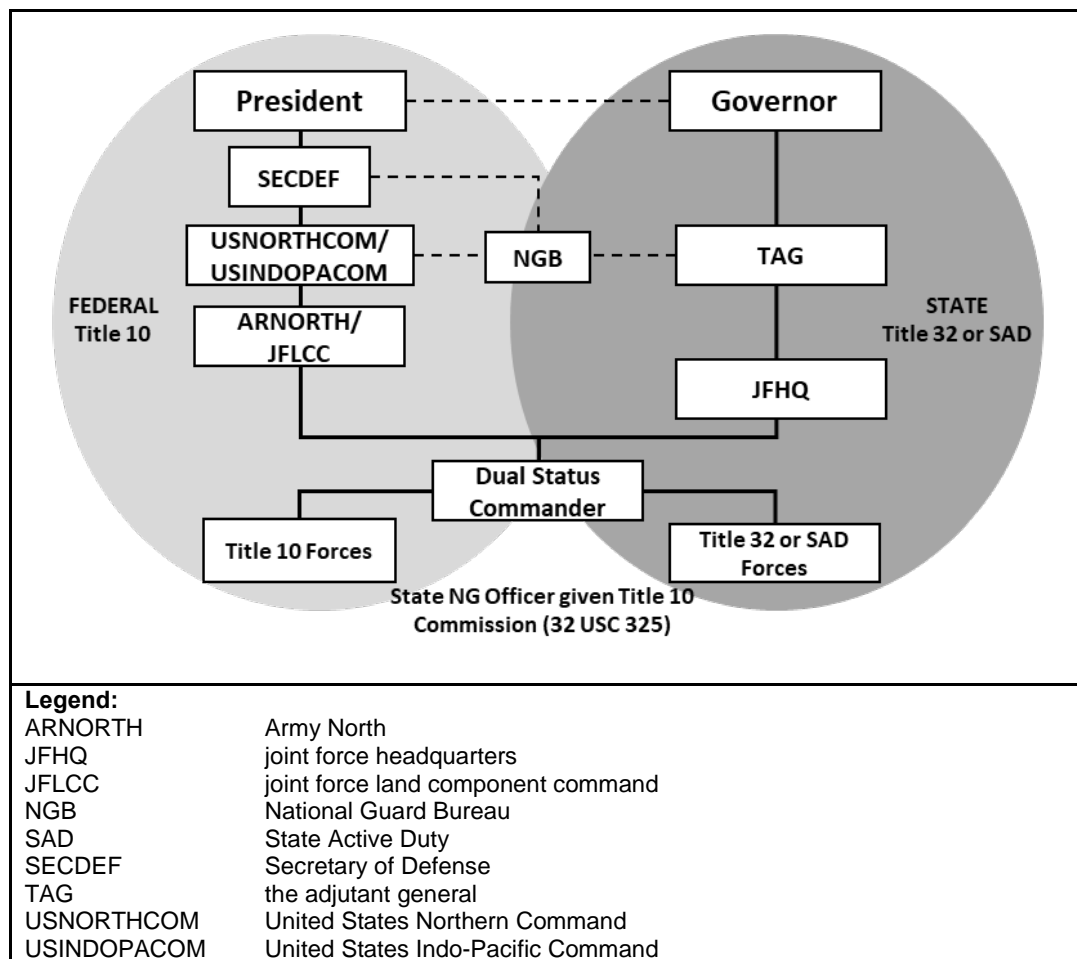 President
Governor
SECDEF
USNORTHCOM/
USINDOPACOM
NGB
TAG
FEDERAL
Title 10
ARNORTH/
JFLCC
STATE
Title 32 or SAD
JFHQ
Dual Status
Commander
Title 10 Forces
Title 32 or SAD
Forces
State NG Officer given Title 10
Commission (32 USC 325)
Legend:
ARNORTH Army North
JFHQ joint force headquarters
JFLCC joint force land component command
NGB National Guard Bureau
SAD State Active Duty
SECDEF Secretary of Defense
TAG the adjutant general
USNORTHCOM United States Northern Command
USINDOPACOM United States Indo-Pacific Command